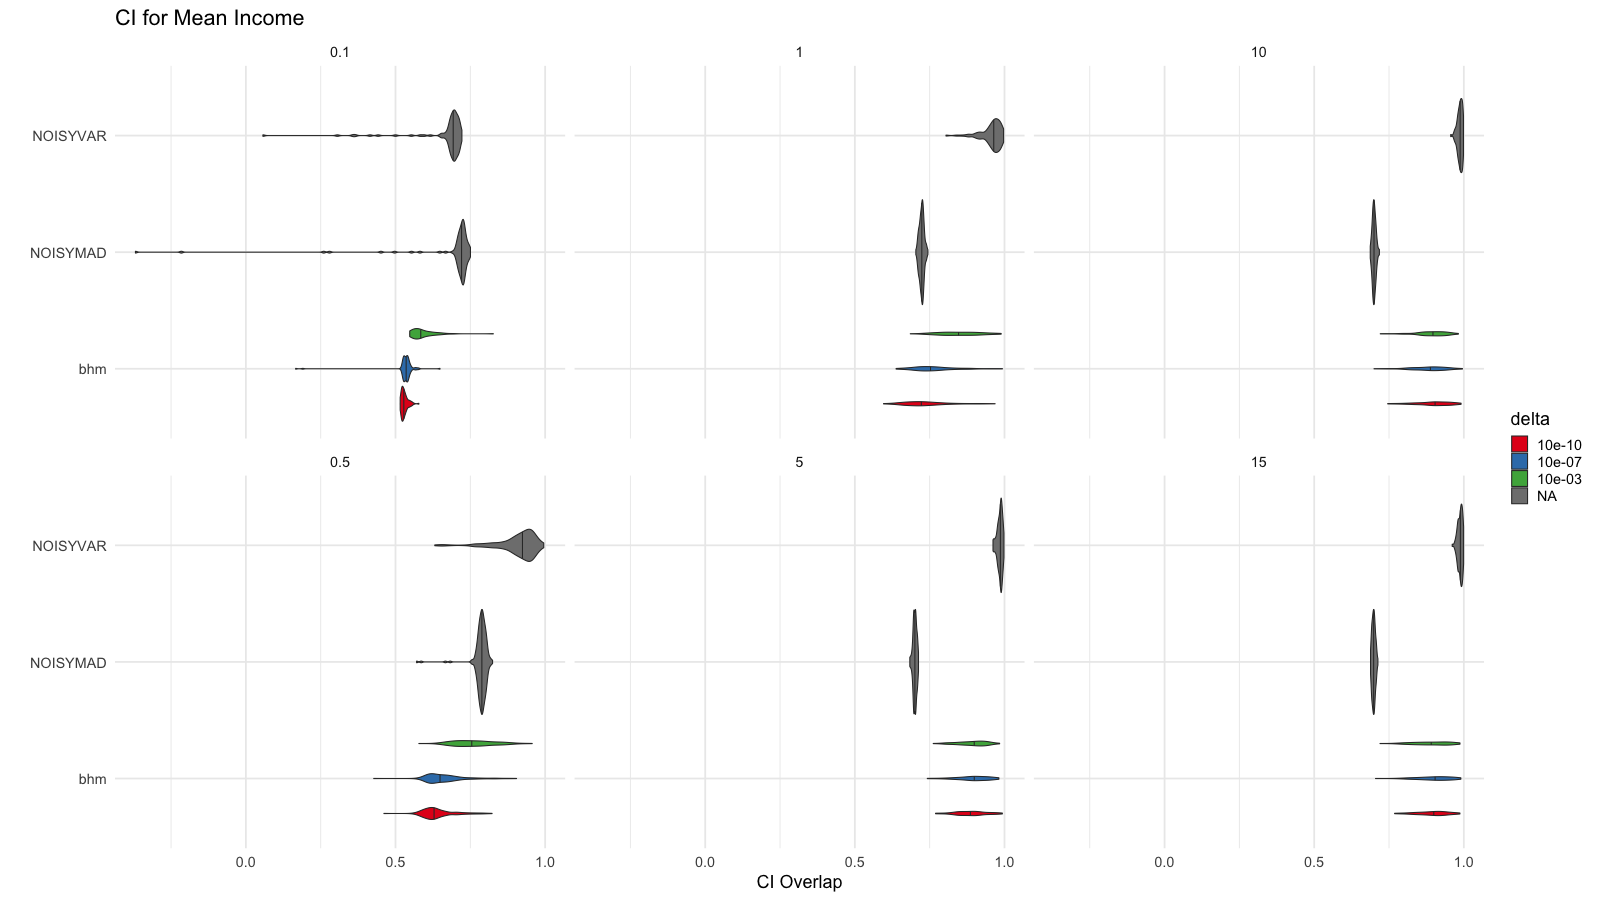 CI for Mean Income
0.1
1
10
NOISYVAR
NOISYMAD
bhm
0.5
5
15
NOISYVAR
NOISYMAD
bhm
0.0 0.5 1.0 0.0 0.5 1.0 0.0 0.5 1.0
CI Overlap
delta
10e-10
10e-07
10e-03
NA